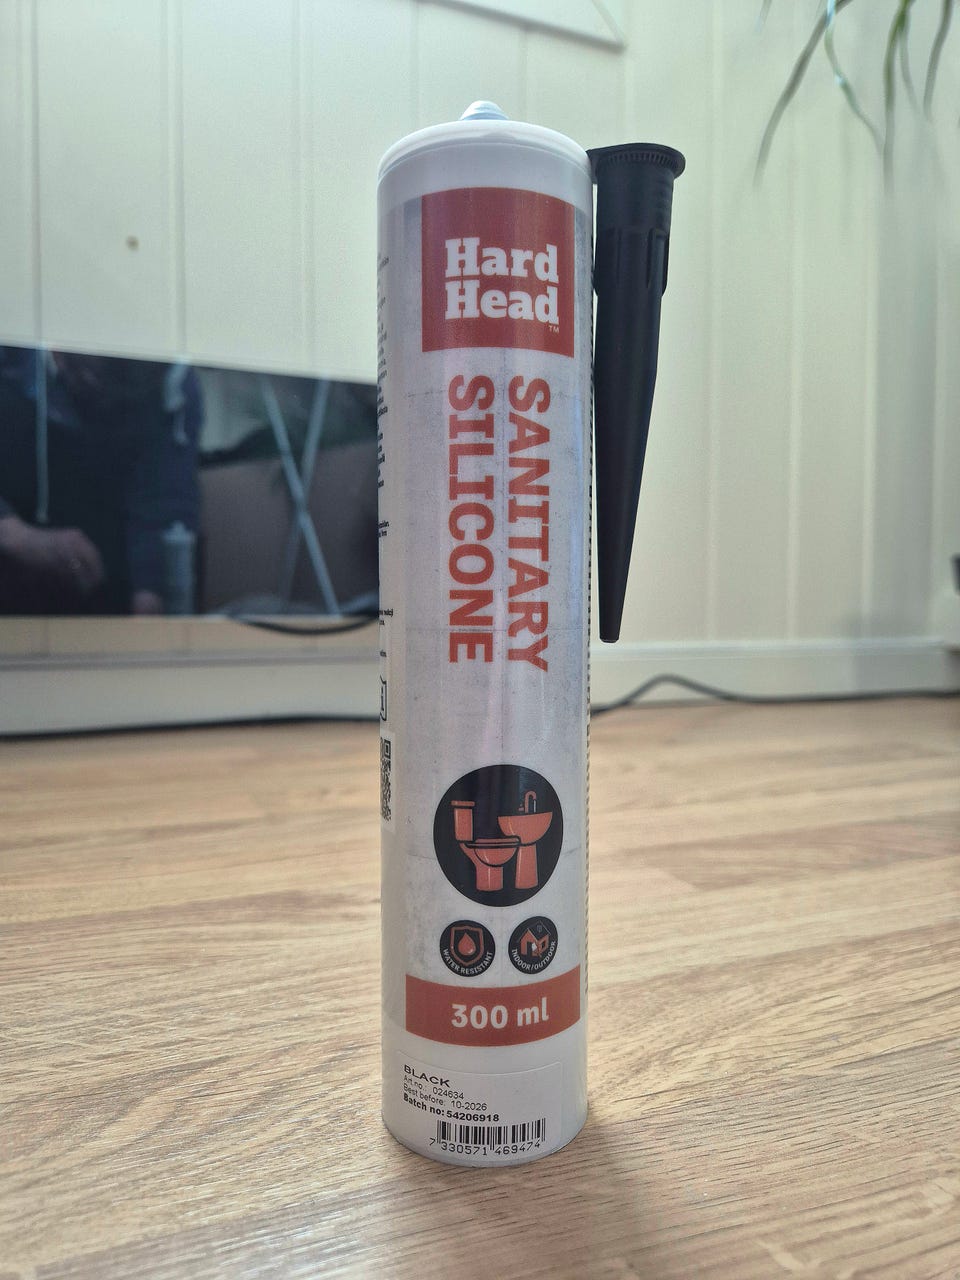 Hard
Head
TM
SANITARY
SILICONE
WATER RESISTANT
INDOOR/OUTDOOR
300 ml
BLACK
Art no.: 024634
Best before: 10-2026
Batch no: 54206918
7 330571 469474